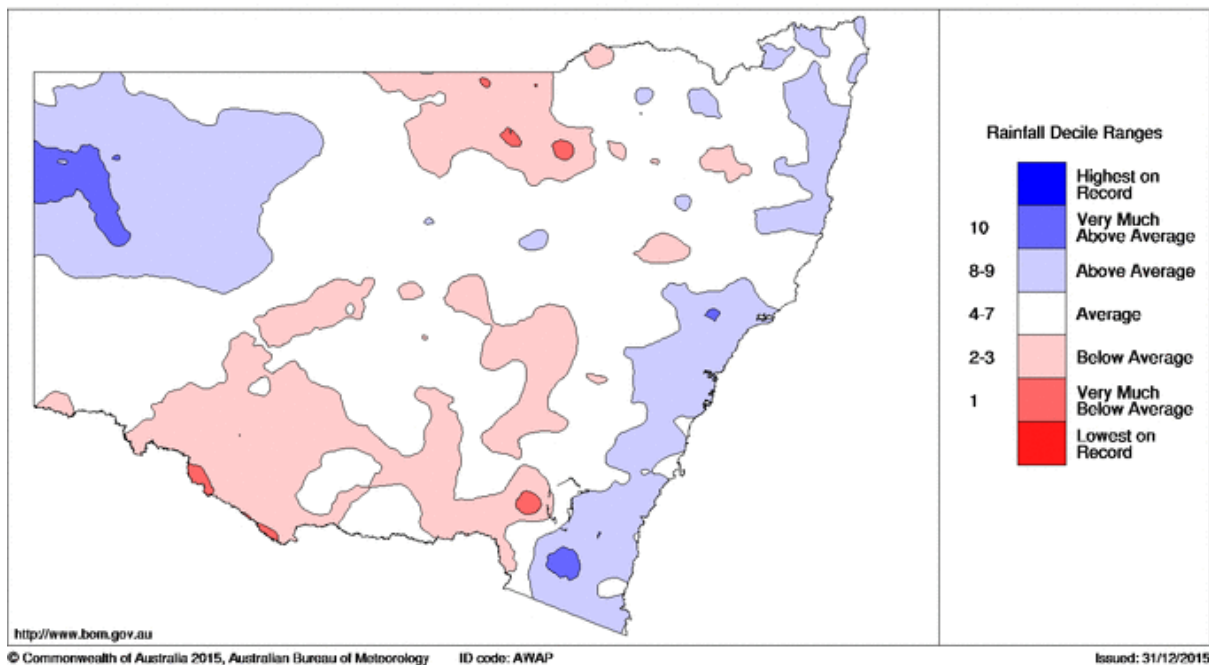 Rainfall Decile Ranges
Highest on
Record
10
Very Much
Above Average
8-9
Above Average
4-7
Average
2-3
Below Average
1
Very Much
Below Average
Lowest on
Record
http://www.bom.gov.au
© Commonwealth of Australia 2015, Australian Bureau of Meteorology ID code: AWAP Issued: 31/12/2015